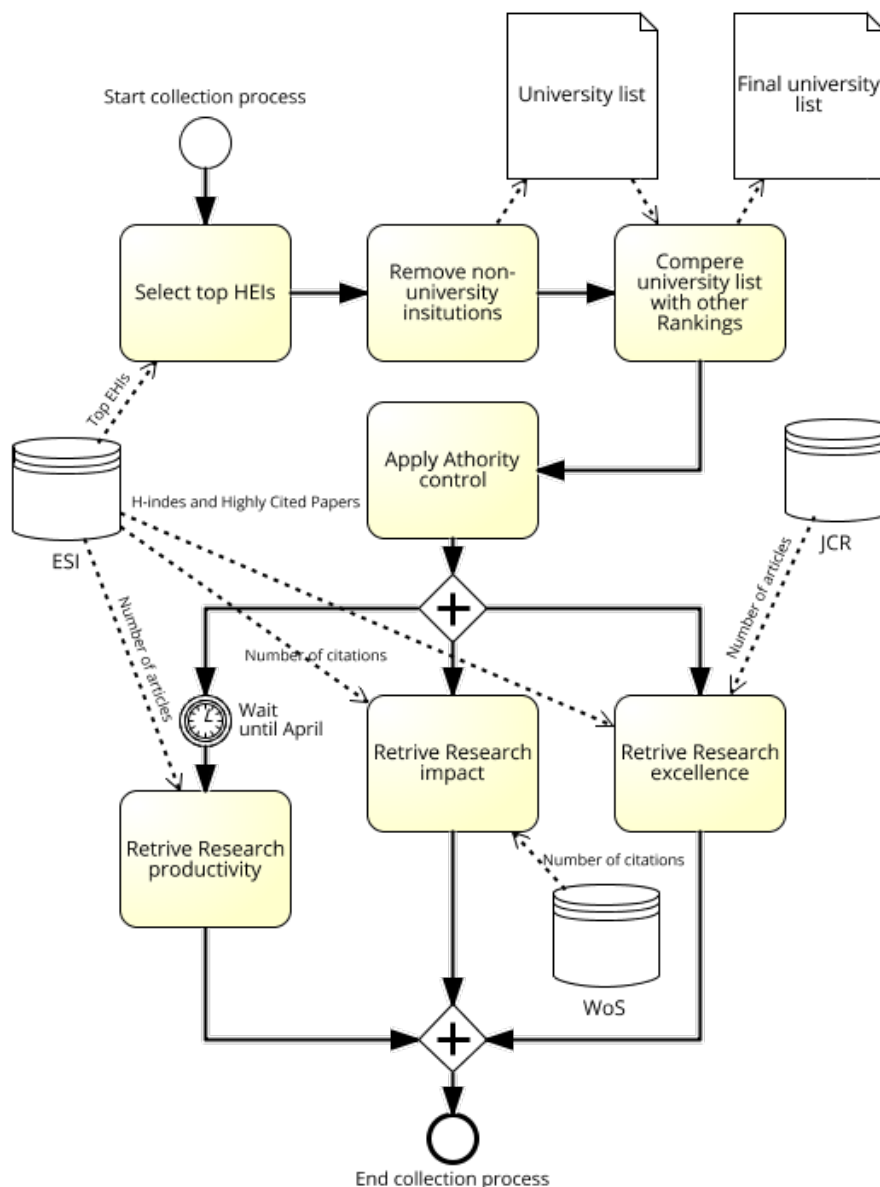 University list
Final university
list
Start collection process
Select top HEIs
Remove non-
university
insitutions
Compere
university list
with other
Rankings
Top EHIs
Apply Athority
control
H-indes and Highly Cited Papers
ESI
JCR
Number of articles
Number of articles
Number of citations
Wait
until April
Retrive Research
impact
Retrive Research
excellence
Retrive Research
productivity
Number of citations
WoS
End collection process